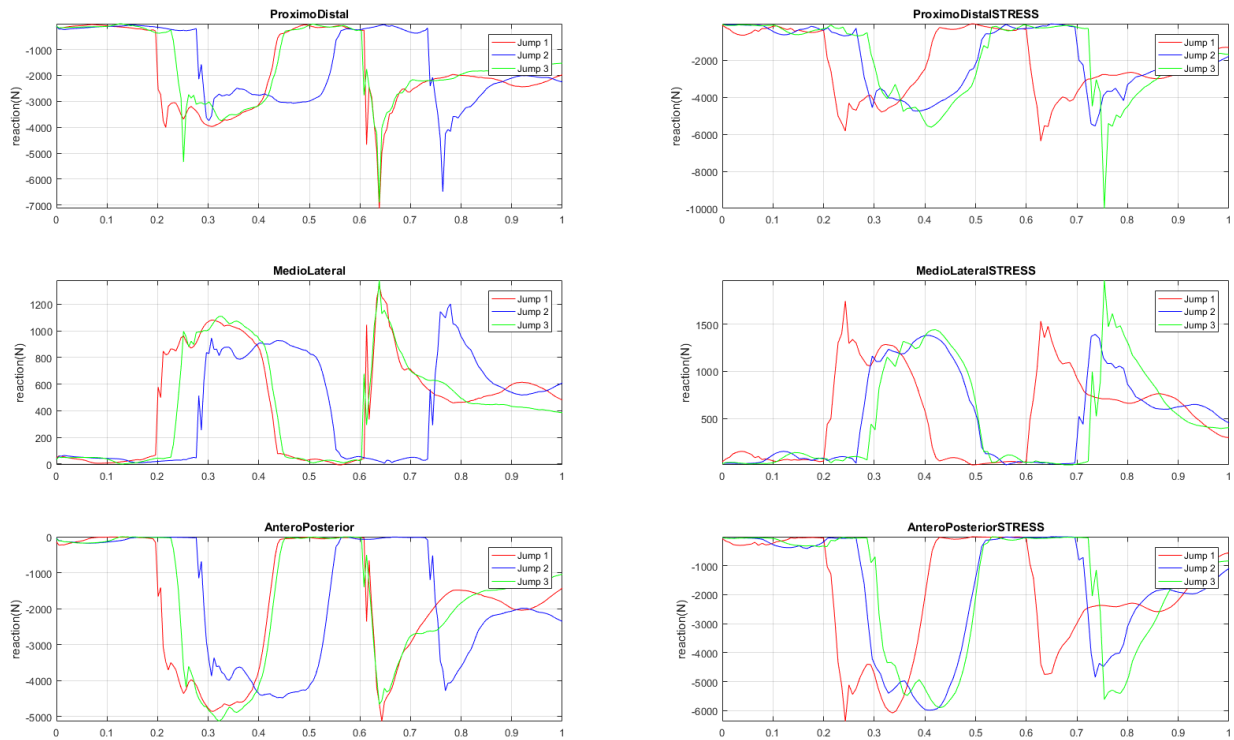 ProximoDistal
reaction(N)
-1000
-2000
-3000
-4000
-5000
-6000
-7000
0 0.1 0.2 0.3 0.4 0.5 0.6 0.7 0.8 0.9 1
Jump 1
Jump 2
Jump 3
ProximoDistalSTRESS
reaction(N)
-2000
-4000
-6000
-8000
-10000
0 0.1 0.2 0.3 0.4 0.5 0.6 0.7 0.8 0.9 1
Jump 1
Jump 2
Jump 3
MedioLateral
reaction(N)
1200
1000
800
600
400
200
0
0 0.1 0.2 0.3 0.4 0.5 0.6 0.7 0.8 0.9 1
Jump 1
Jump 2
Jump 3
MedioLateralSTRESS
reaction(N)
1500
1000
500
0 0.1 0.2 0.3 0.4 0.5 0.6 0.7 0.8 0.9 1
Jump 1
Jump 2
Jump 3
AnteroPosterior
reaction(N)
0
-1000
-2000
-3000
-4000
-5000
0 0.1 0.2 0.3 0.4 0.5 0.6 0.7 0.8 0.9 1
Jump 1
Jump 2
Jump 3
AnteroPosteriorSTRESS
reaction(N)
-1000
-2000
-3000
-4000
-5000
-6000
0 0.1 0.2 0.3 0.4 0.5 0.6 0.7 0.8 0.9 1
Jump 1
Jump 2
Jump 3